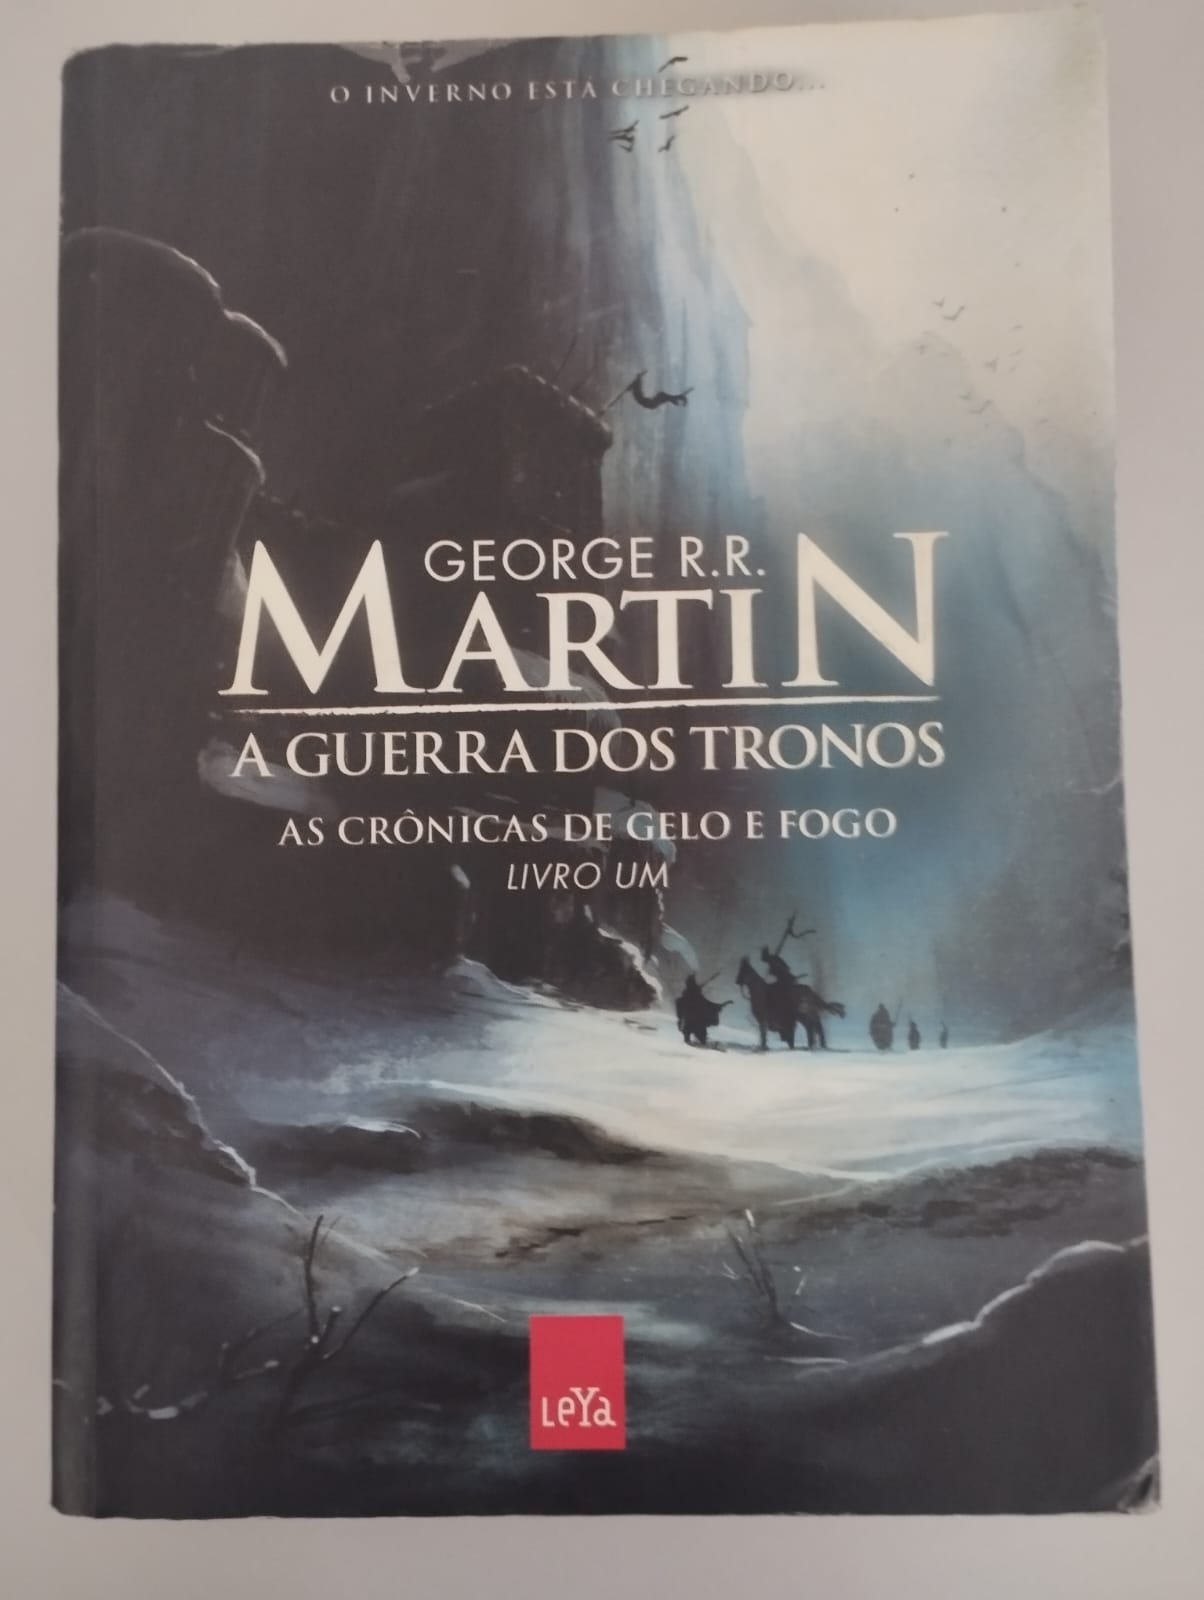 O INVERNO ESTÁ CHEGANDO...
GEORGE R.R.
MARTIN
A GUERRA DOS TRONOS
AS CRÔNICAS DE GELO E FOGO
LIVRO UM
LeYa